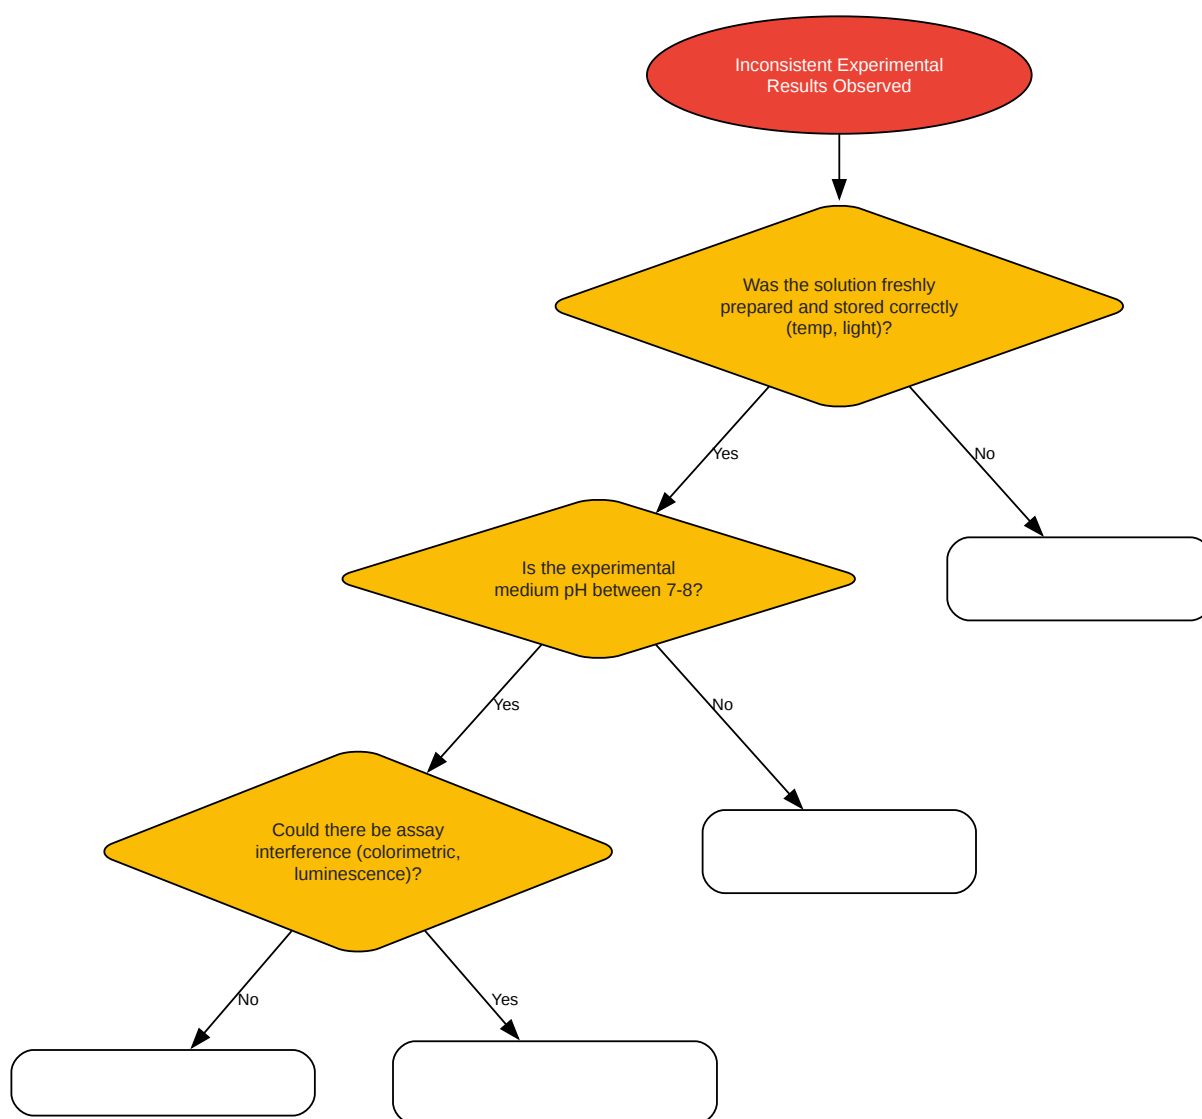 Inconsistent Experimental
Results Observed
Was the solution freshly
prepared and stored correctly
(temp, light)?
Yes
No
Is the experimental
medium pH between 7-8?
Yes
No
Could there be assay
interference (colorimetric,
luminescence)?
No
Yes